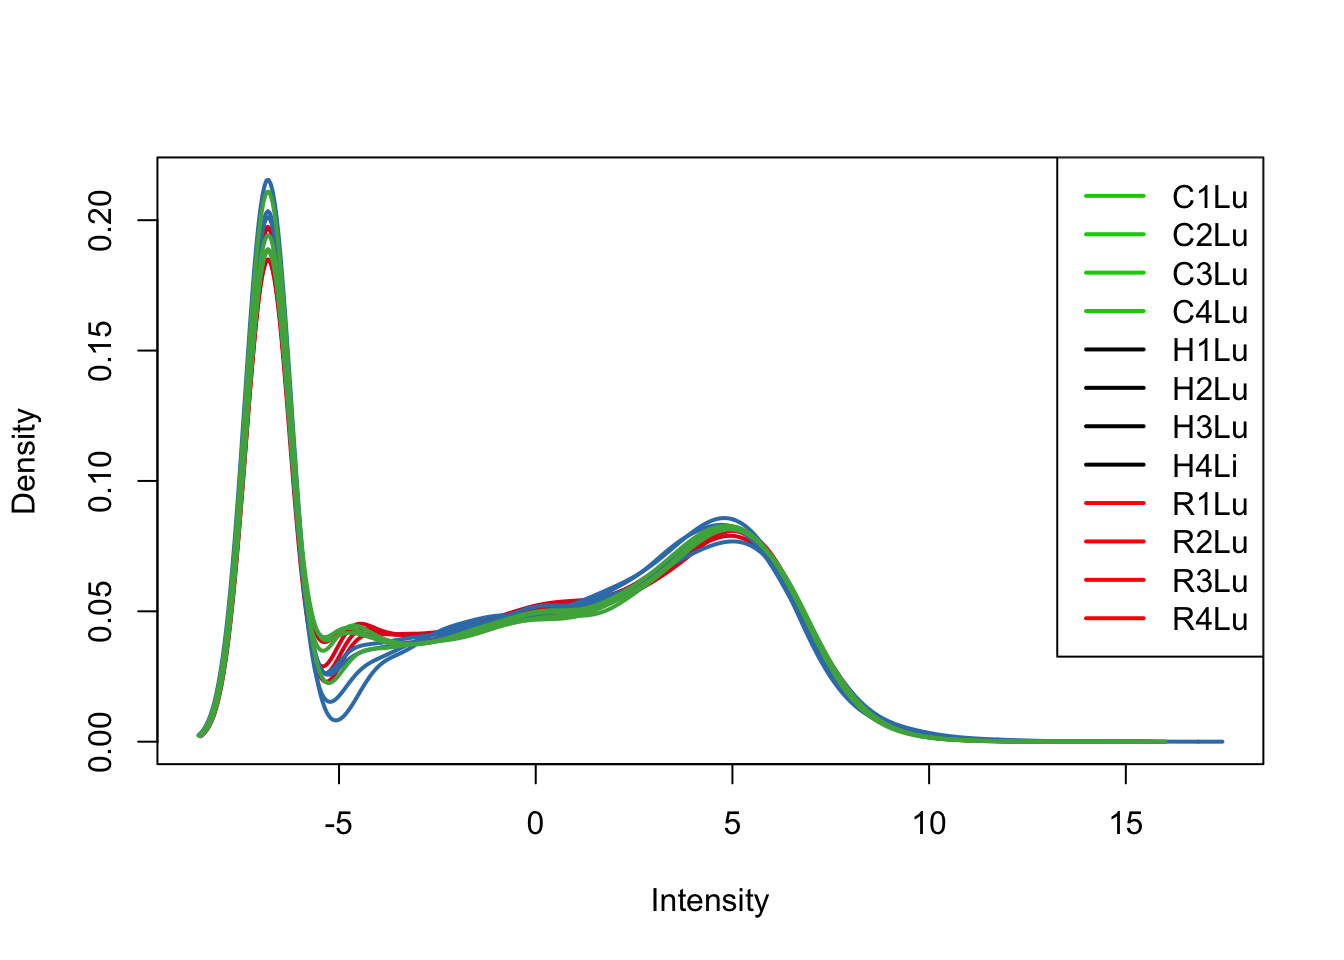 C1Lu
C2Lu
C3Lu
C4Lu
H1Lu
H2Lu
H3Lu
H4Li
R1Lu
R2Lu
R3Lu
R4Lu
0.20
0.15
0.10
0.05
0.00
Density
-5 0 5 10 15
Intensity